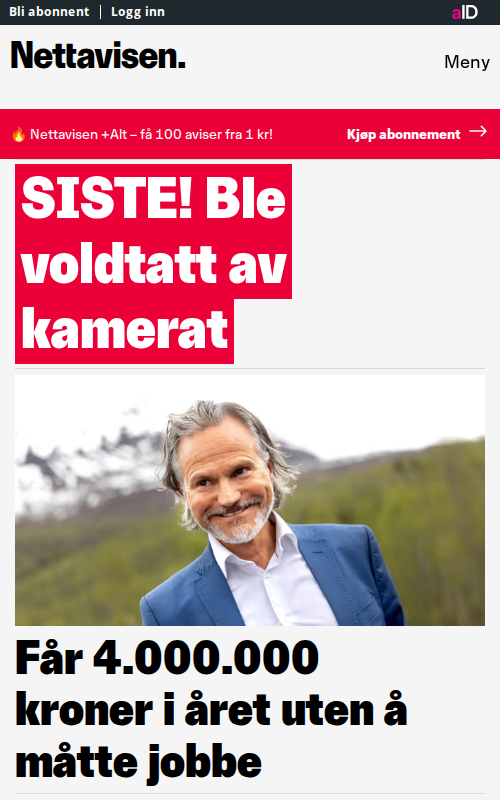 Bli abonnent | Logg inn
aID
Nettavisen.
Meny
🔥 Nettavisen +Alt – få 100 aviser fra 1 kr!
Kjøp abonnement →
SISTE! Ble
voldtatt av
kamerat
Får 4.000.000
kroner i året uten å
måtte jobbe